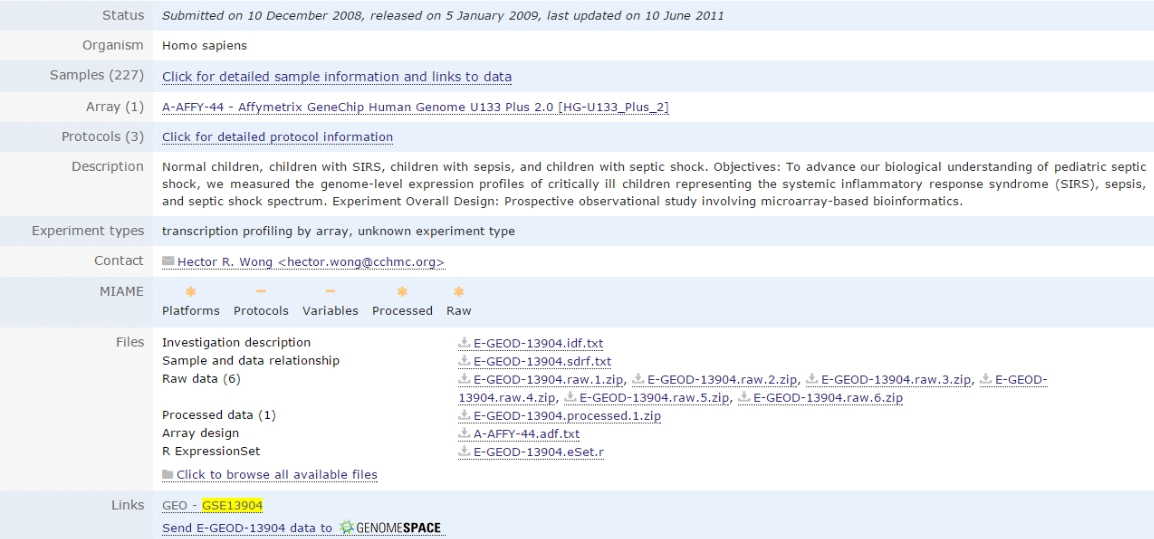 Status Submitted on 10 December 2008, released on 5 January 2009, last updated on 10 June 2011
Organism Homo sapiens
Samples (227) Click for detailed sample information and links to data
Array (1) A-AFFY-44 - Affymetrix GeneChip Human Genome U133 Plus 2.0 [HG-U133_Plus_2]
Protocols (3) Click for detailed protocol information
Description Normal children, children with SIRS, children with sepsis, and children with septic shock. Objectives: To advance our biological understanding of pediatric septic
shock, we measured the genome-level expression profiles of critically ill children representing the systemic inflammatory response syndrome (SIRS), sepsis,
and septic shock spectrum. Experiment Overall Design: Prospective observational study involving microarray-based bioinformatics.
Experiment types transcription profiling by array, unknown experiment type
Contact Hector R. Wong <hector.wong@cchmc.org>
MIAME * - - * *
Platforms Protocols Variables Processed Raw
Files Investigation description E-GEOD-13904.idf.txt
Sample and data relationship E-GEOD-13904.sdrf.txt
Raw data (6) E-GEOD-13904.raw.1.zip, E-GEOD-13904.raw.2.zip, E-GEOD-13904.raw.3.zip, E-GEOD-
13904.raw.4.zip, E-GEOD-13904.raw.5.zip, E-GEOD-13904.raw.6.zip
Processed data (1) E-GEOD-13904.processed.1.zip
Array design A-AFFY-44.adf.txt
R ExpressionSet E-GEOD-13904.eSet.r
Click to browse all available files
Links GEO - GSE13904
Send E-GEOD-13904 data to GENOMESPACE